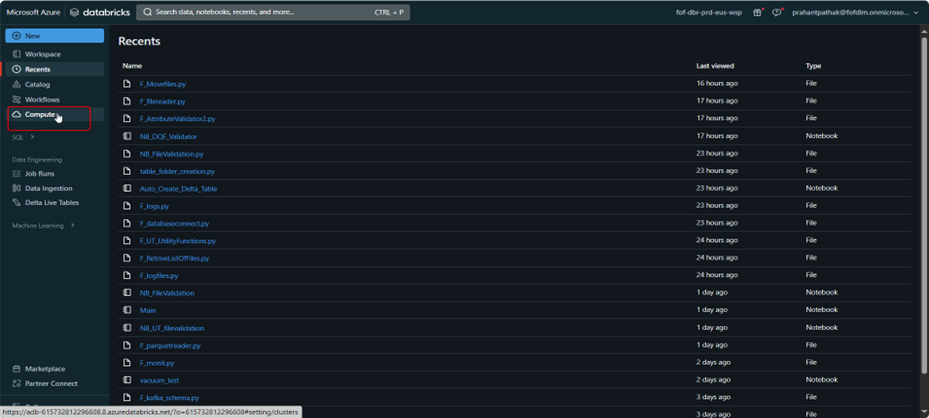 Microsoft Azure databricks Search data, notebooks, recents, and more... CTRL + P fof-dbr-prd-eus-wsp prahantpathak@fofdlm.onmicroso...
New
Workspace
Recents
Catalog
Workflows
Compute
SQL
Data Engineering
Job Runs
Data Ingestion
Delta Live Tables
Machine Learning
Marketplace
Partner Connect
Recents
Name Last viewed Type
F_Movefiles.py 16 hours ago File
F_filereader.py 17 hours ago File
F_AttributeValidator2.py 17 hours ago File
NB_DQF_Validator 17 hours ago Notebook
NB_FileValidation.py 23 hours ago File
table_folder_creation.py 23 hours ago File
Auto_Create_Delta_Table 23 hours ago Notebook
F_logs.py 23 hours ago File
F_databaseconnect.py 23 hours ago File
F_UT_UtilityFunctions.py 24 hours ago File
F_RetriveListOfFiles.py 24 hours ago File
F_logfiles.py 24 hours ago File
NB_FileValidation 1 day ago Notebook
Main 1 day ago Notebook
NB_UT_filevalidation 1 day ago Notebook
F_parquetreader.py 1 day ago File
F_monit.py 2 days ago File
vacuum_test 2 days ago Notebook
F_kafka_schema.py 3 days ago File
3 days ago File
https://adb-615732812296608.8.azuredatabricks.net/?o=615732812296608#setting/clusters